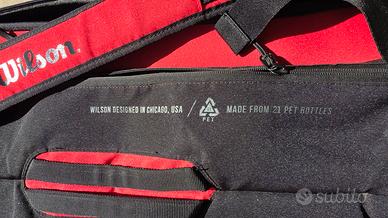 Wilson.
WILSON DESIGNED IN CHICAGO, USA / PET MADE FROM 21 PET BOTTLES
subito